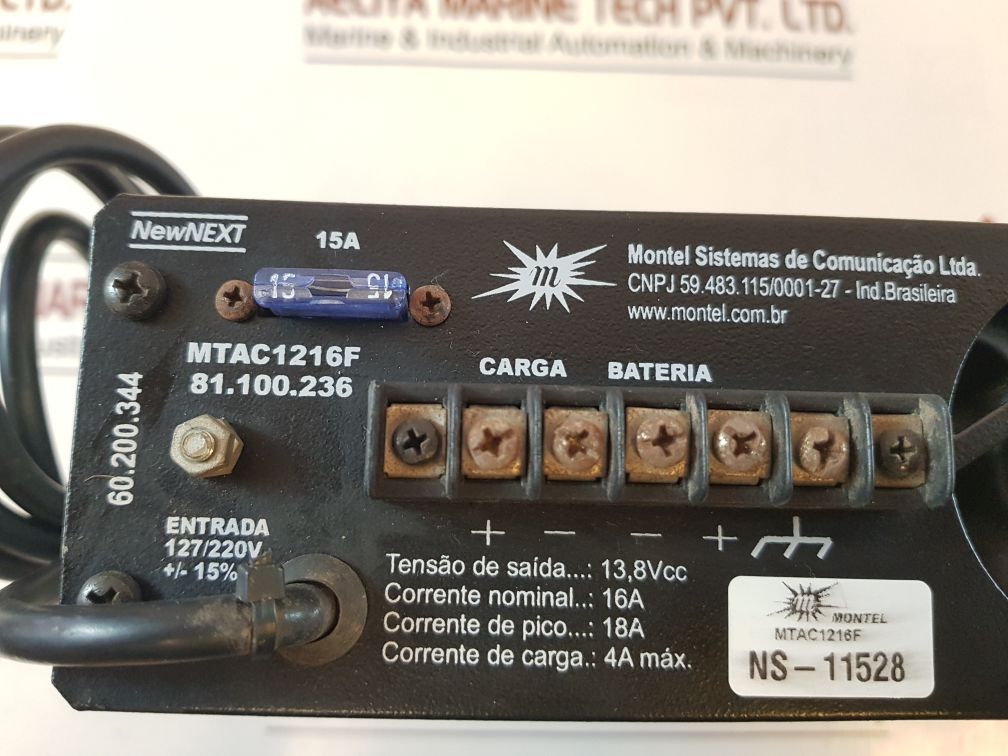 AELITA MARINE TECH PVT. LTD.
Marine & Industrial Automation & Machinery
NewNEXT
15A
15
15
m
Montel Sistemas de Comunicação Ltda.
CNPJ 59.483.115/0001-27 - Ind.Brasileira
www.montel.com.br
MTAC1216F
81.100.236
60.200.344
CARGA BATERIA
+ − − +
ENTRADA
127/220V
+/- 15%
Tensão de saída...: 13,8Vcc
Corrente nominal..: 16A
Corrente de pico...: 18A
Corrente de carga.: 4A máx.
m MONTEL
MTAC1216F
NS – 11528